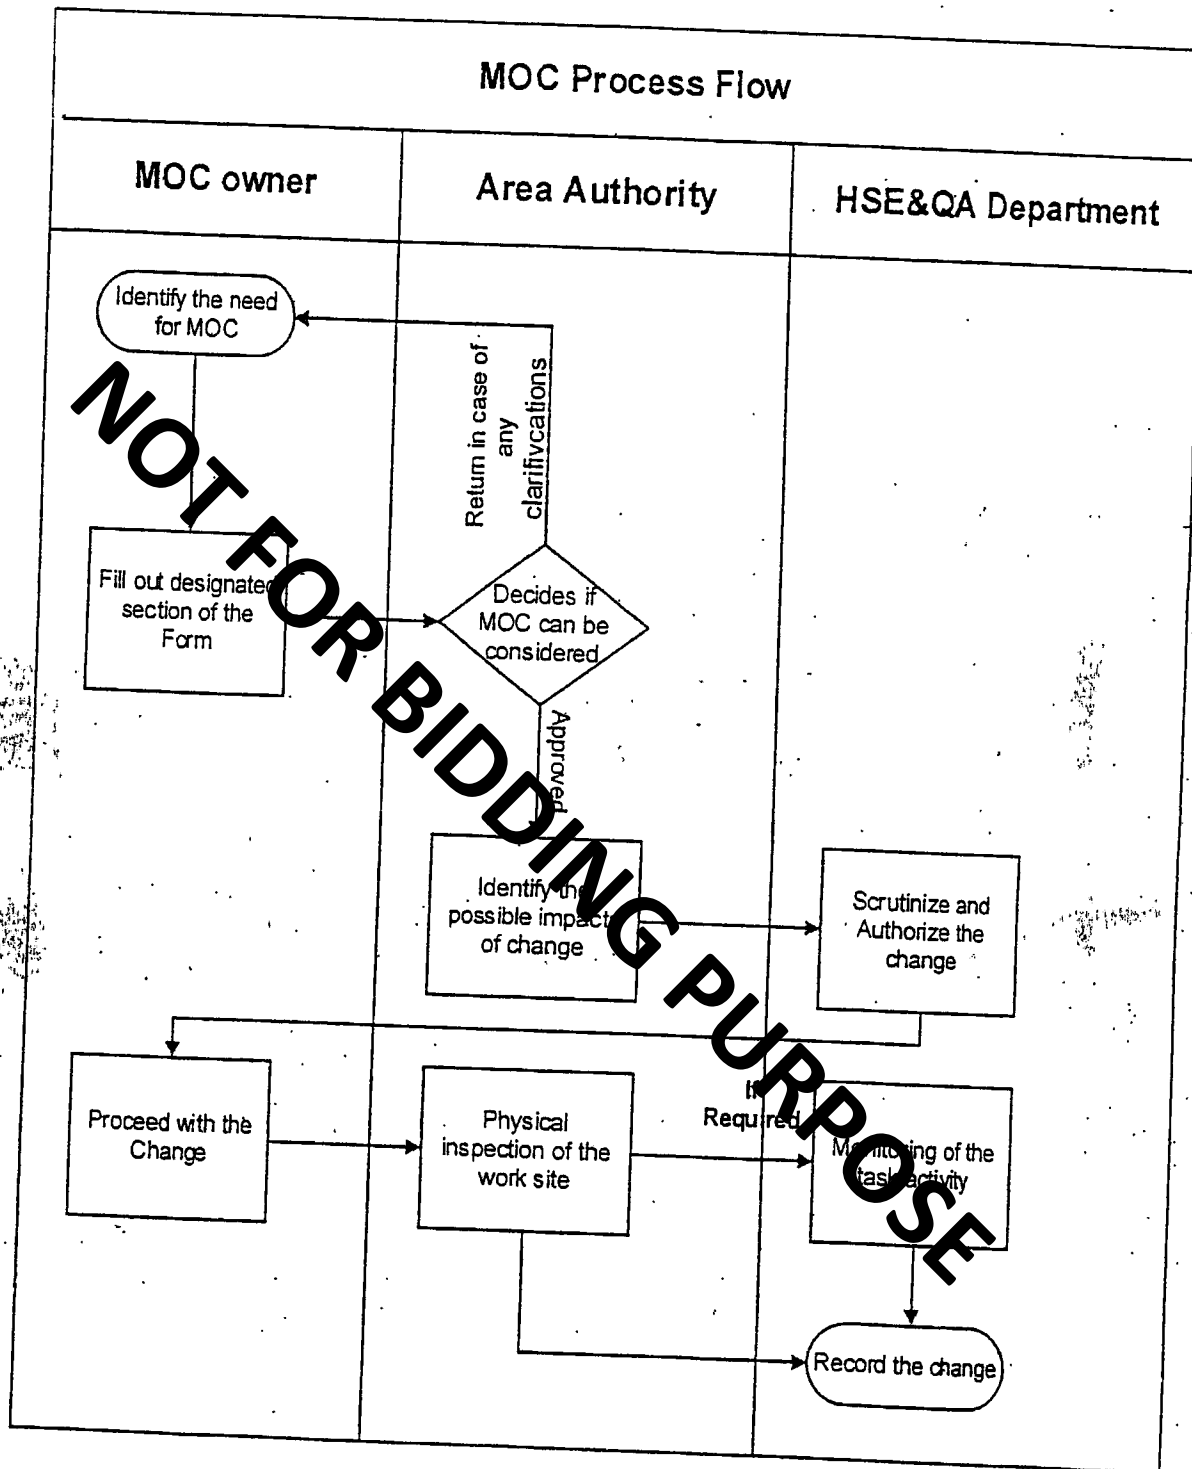 MOC Process Flow
MOC owner
Area Authority
HSE&QA Department
Identify the need
for MOC
Return in case of
any
clarifivcations
Fill out designated
section of the
Form
Decides if
MOC can be
considered
Approved
Identify the
possible impact
of change
Scrutinize and
Authorize the
change
Proceed with the
Change
Physical
inspection of the
work site
If
Required
Monitoring of the
task activity
Record the change
NOT FOR BIDDING PURPOSE